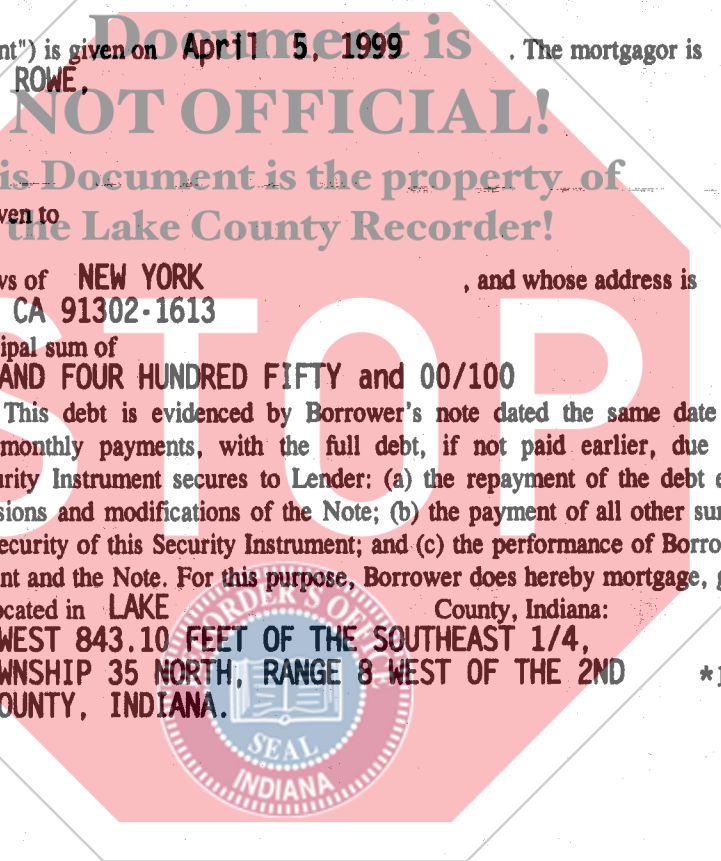 nt") is given on April 5, 1999 . The mortgagor is
Document is
ROWE,
NOT OFFICIAL!
is Document is the property of
ven to
the Lake County Recorder!
ws of NEW YORK , and whose address is
CA 91302-1613
ipal sum of
AND FOUR HUNDRED FIFTY and 00/100
This debt is evidenced by Borrower's note dated the same date
monthly payments, with the full debt, if not paid earlier, due
urity Instrument secures to Lender: (a) the repayment of the debt e
sions and modifications of the Note; (b) the payment of all other sur
ecurity of this Security Instrument; and (c) the performance of Borro
nt and the Note. For this purpose, Borrower does hereby mortgage, g
STOP
ocated in LAKE County, Indiana:
WEST 843.10 FEET OF THE SOUTHEAST 1/4,
WNSHIP 35 NORTH, RANGE 8 WEST OF THE 2ND *1
OUNTY, INDIANA.
RDER'S OFFIC
SEAL
INDIANA